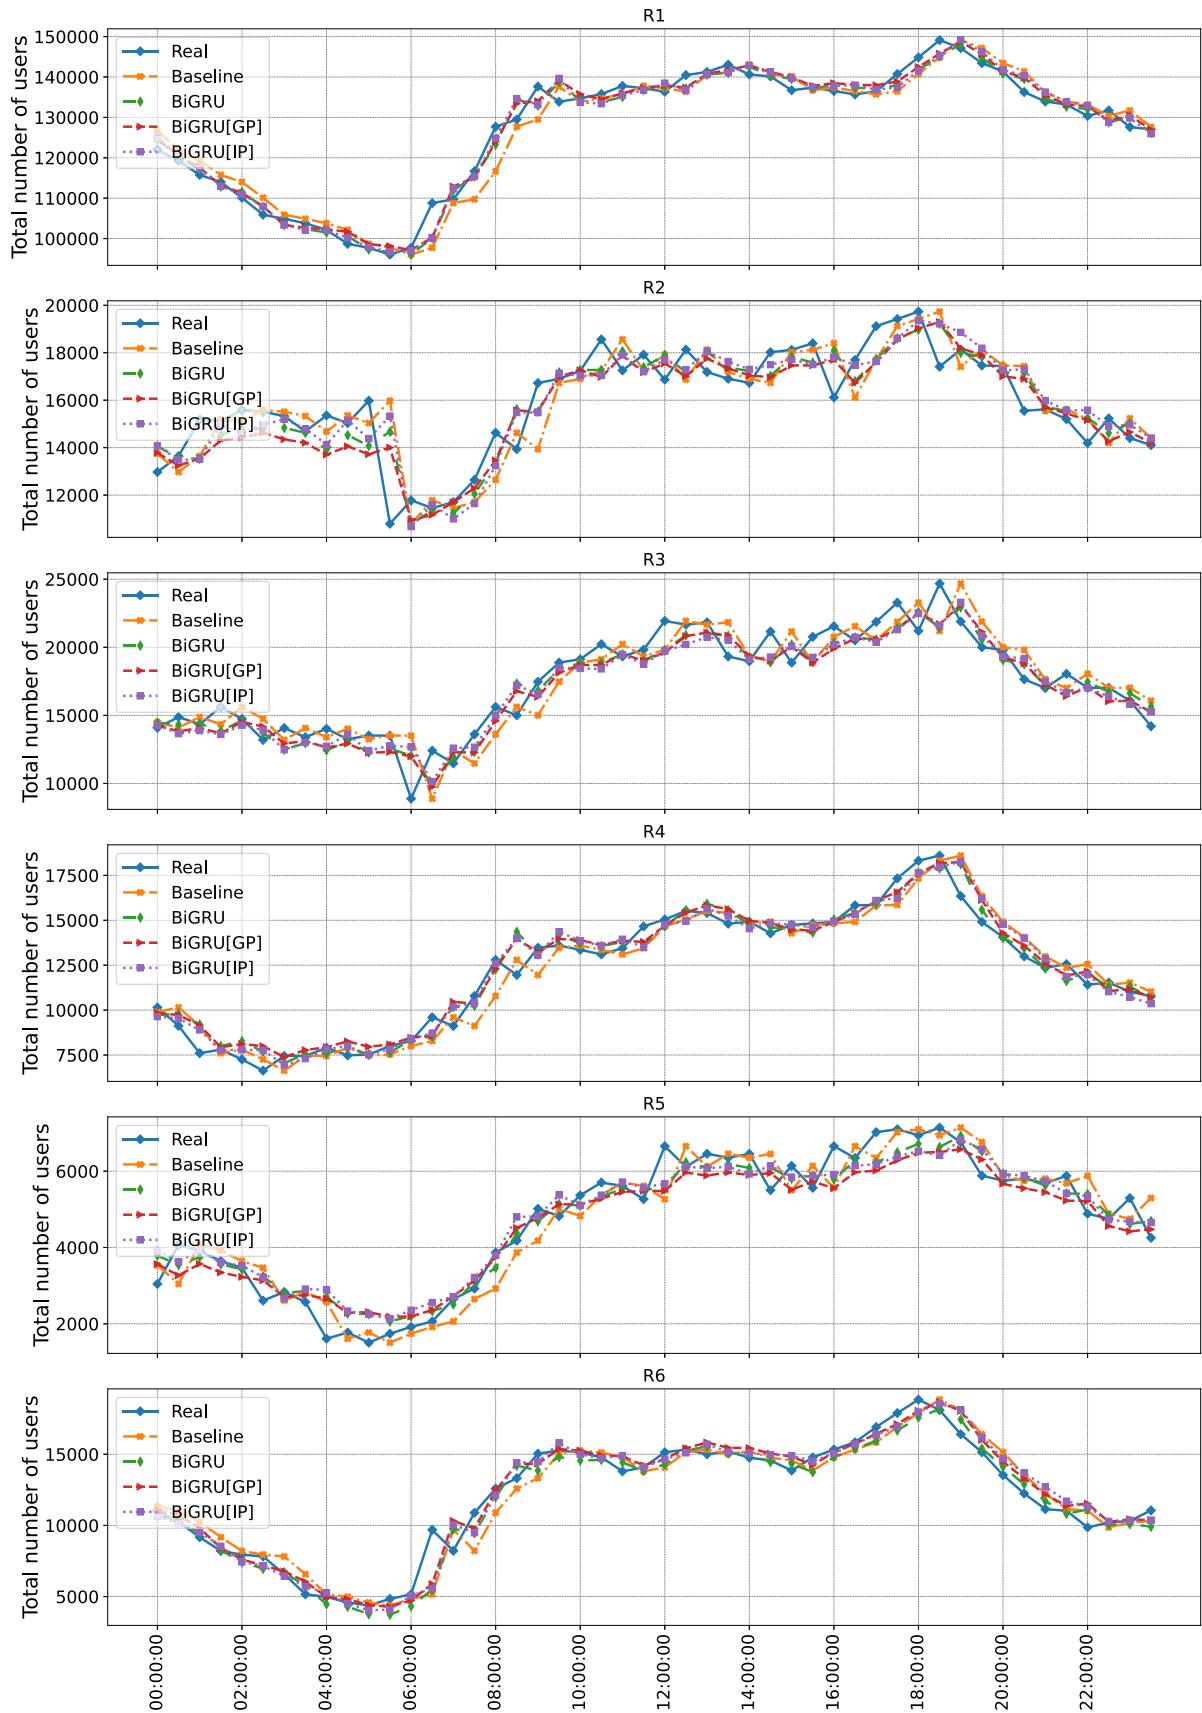 R1
Total number of users
150000
140000
130000
120000
110000
100000
Real
Baseline
BiGRU
BiGRU[GP]
BiGRU[IP]
R2
Total number of users
20000
18000
16000
14000
12000
Real
Baseline
BiGRU
BiGRU[GP]
BiGRU[IP]
R3
Total number of users
25000
20000
15000
10000
Real
Baseline
BiGRU
BiGRU[GP]
BiGRU[IP]
R4
Total number of users
17500
15000
12500
10000
7500
Real
Baseline
BiGRU
BiGRU[GP]
BiGRU[IP]
R5
Total number of users
6000
4000
2000
Real
Baseline
BiGRU
BiGRU[GP]
BiGRU[IP]
R6
Total number of users
15000
10000
5000
Real
Baseline
BiGRU
BiGRU[GP]
BiGRU[IP]
00:00:00
02:00:00
04:00:00
06:00:00
08:00:00
10:00:00
12:00:00
14:00:00
16:00:00
18:00:00
20:00:00
22:00:00